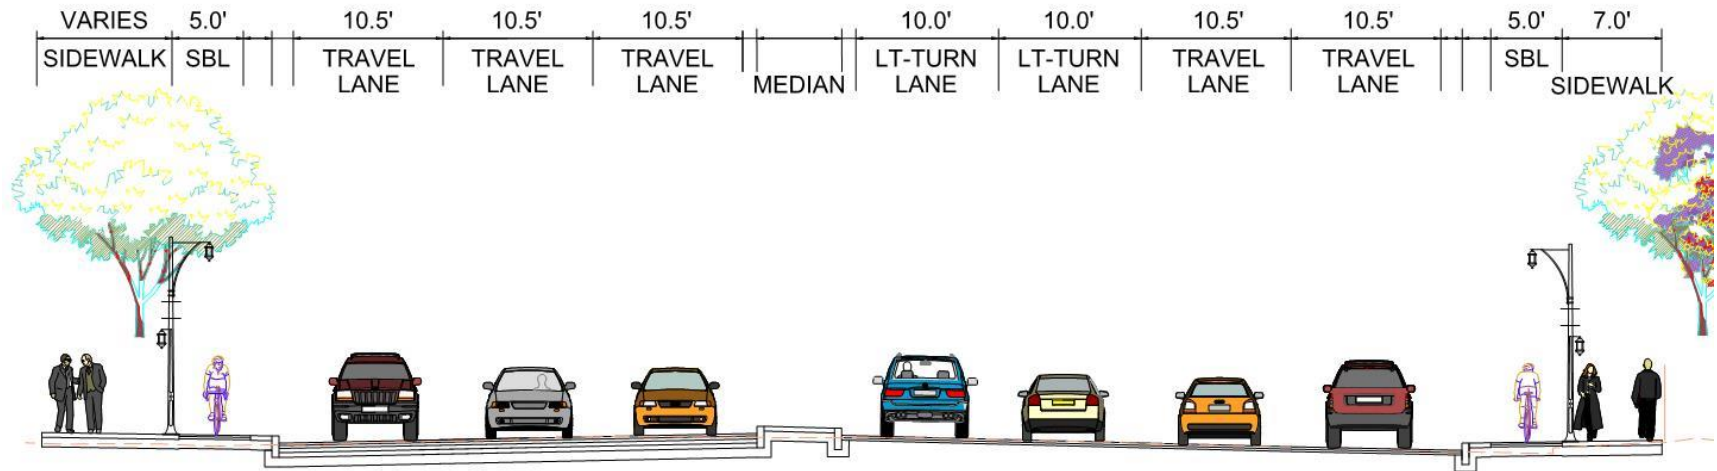 VARIES 5.0' 10.5' 10.5' 10.5' 10.0' 10.0' 10.5' 10.5' 5.0' 7.0'
SIDEWALK SBL TRAVEL TRAVEL TRAVEL LT-TURN LT-TURN TRAVEL TRAVEL SBL
LANE LANE LANE MEDIAN LANE LANE LANE LANE SIDEWALK